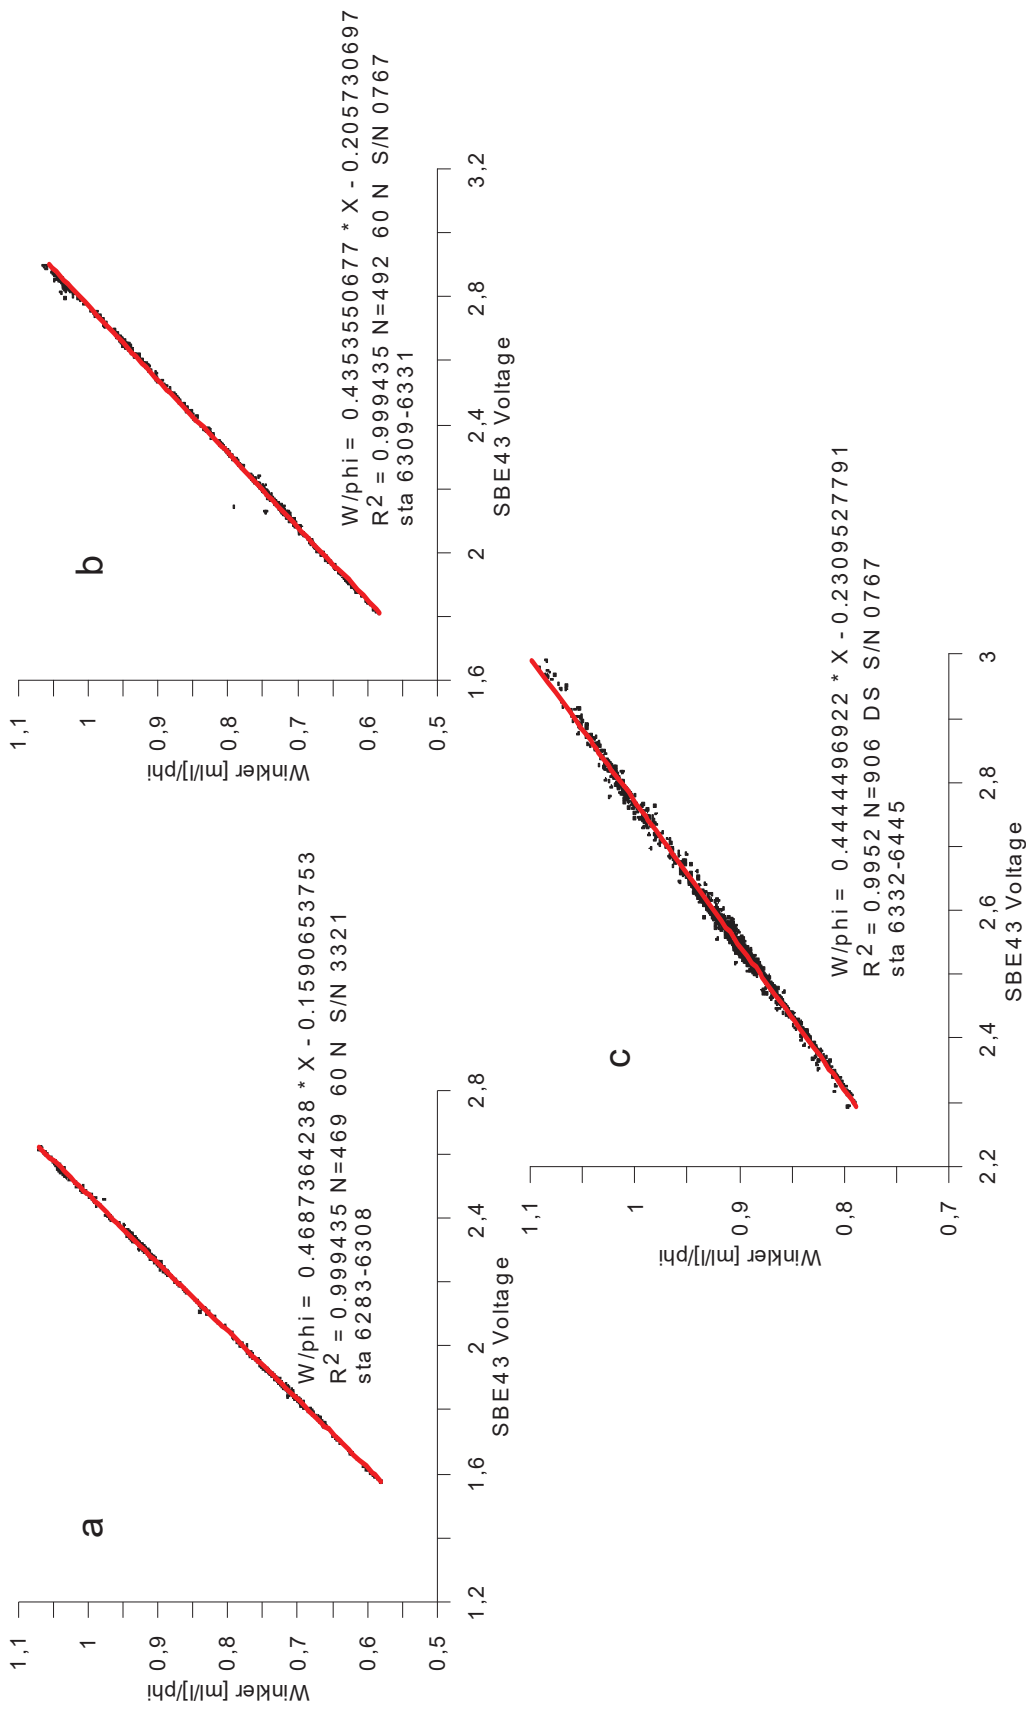 a
1,1
1
0,9
0,8
0,7
0,6
0,5
Winkler [ml/l]/phi
1,2
1,6
2
2,4
2,8
SBE43 Voltage
W/phi = 0.4687364238 * X - 0.1590653753
R2 = 0.999435 N=469 60 N S/N 3321
sta 6283-6308
b
1,1
1
0,9
0,8
0,7
0,6
0,5
Winkler [ml/l]/phi
1,6
2
2,4
2,8
3,2
SBE43 Voltage
W/phi = 0.4353550677 * X - 0.205730697
R2 = 0.999435 N=492 60 N S/N 0767
sta 6309-6331
c
1,1
1
0,9
0,8
0,7
Winkler [ml/l]/phi
2,2
2,4
2,6
2,8
3
SBE43 Voltage
W/phi = 0.4444496922 * X - 0.2309527791
R2 = 0.9952 N=906 DS S/N 0767
sta 6332-6445